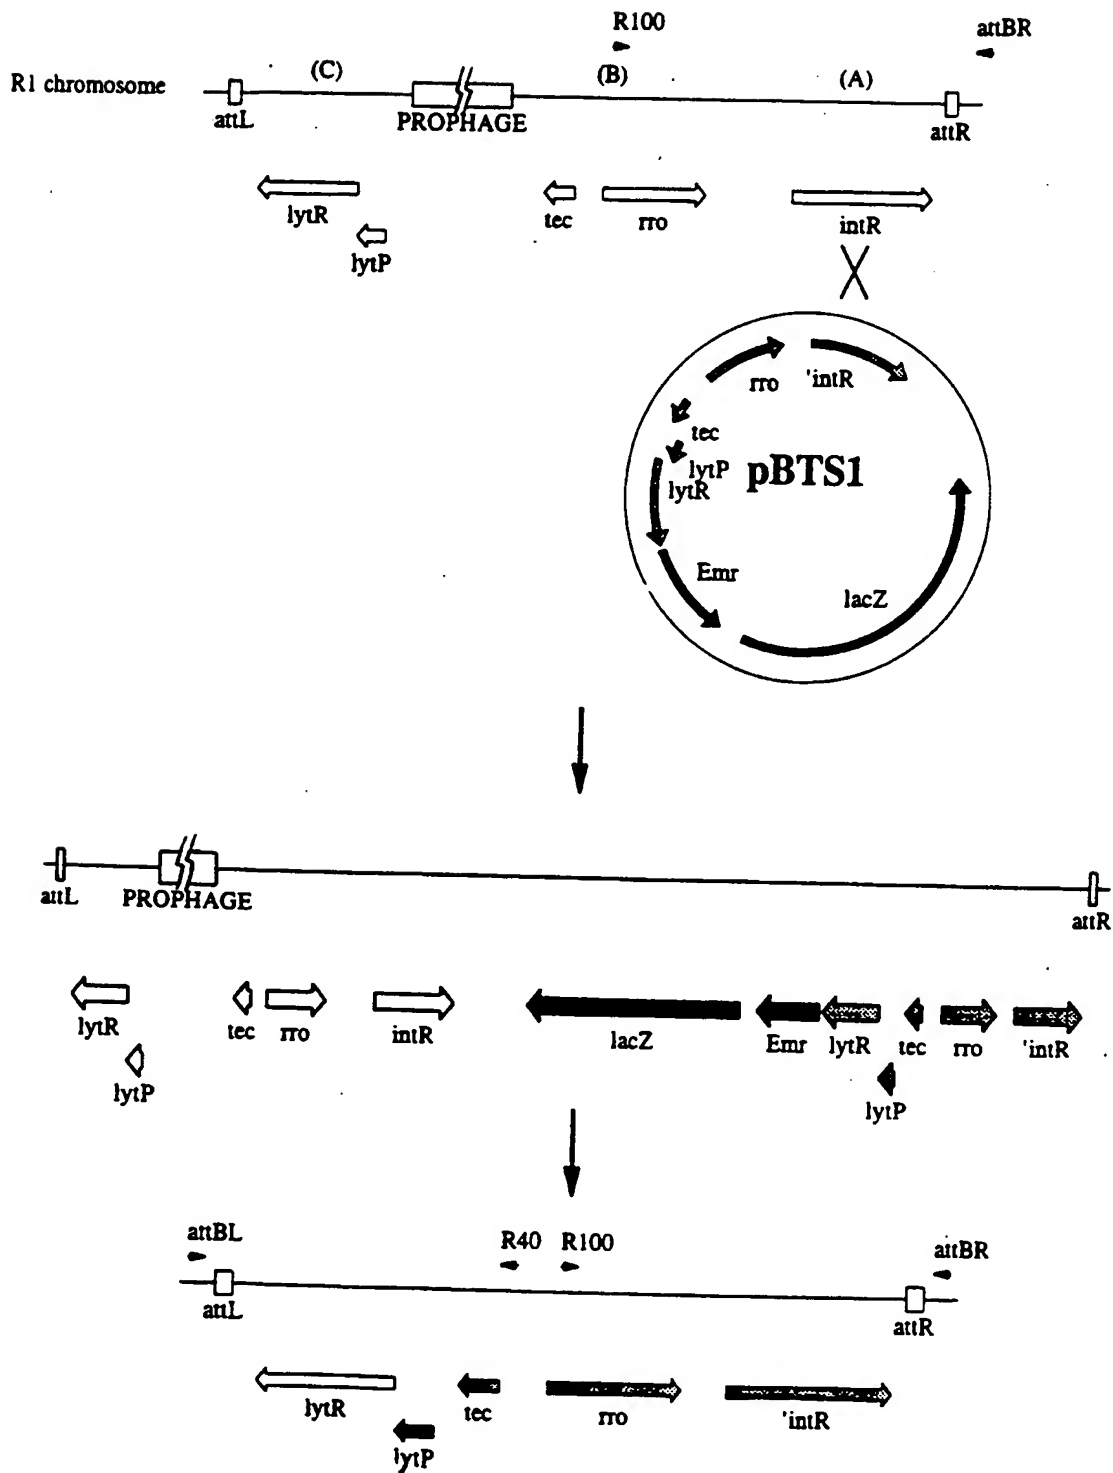 R100
attBR
R1 chromosome
(C)
(B)
(A)
attL
PROPHAGE
attR
lytR
tec
rro
intR
lytP
rro
'intR
tec
lytP
lytR
pBTS1
Emr
lacZ
attL
PROPHAGE
attR
lytR
tec
rro
intR
lacZ
Emr
lytR
tec
rro
'intR
lytP
lytP
attBL
R40
R100
attBR
attL
attR
lytR
tec
rro
'intR
lytP